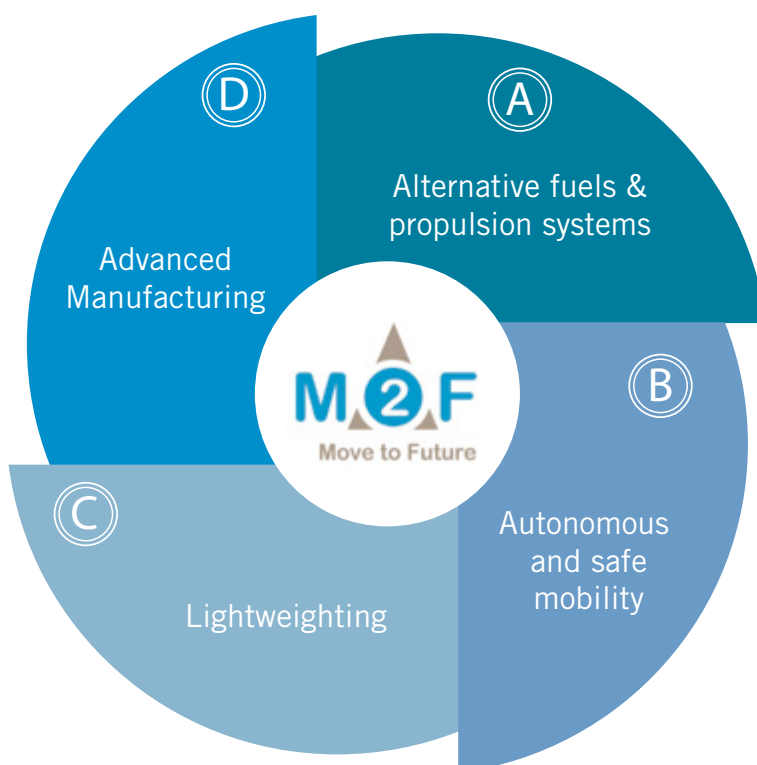 D
Advanced
Manufacturing
A
Alternative fuels &
propulsion systems
B
Autonomous
and safe
mobility
C
Lightweighting
M2F
Move to Future